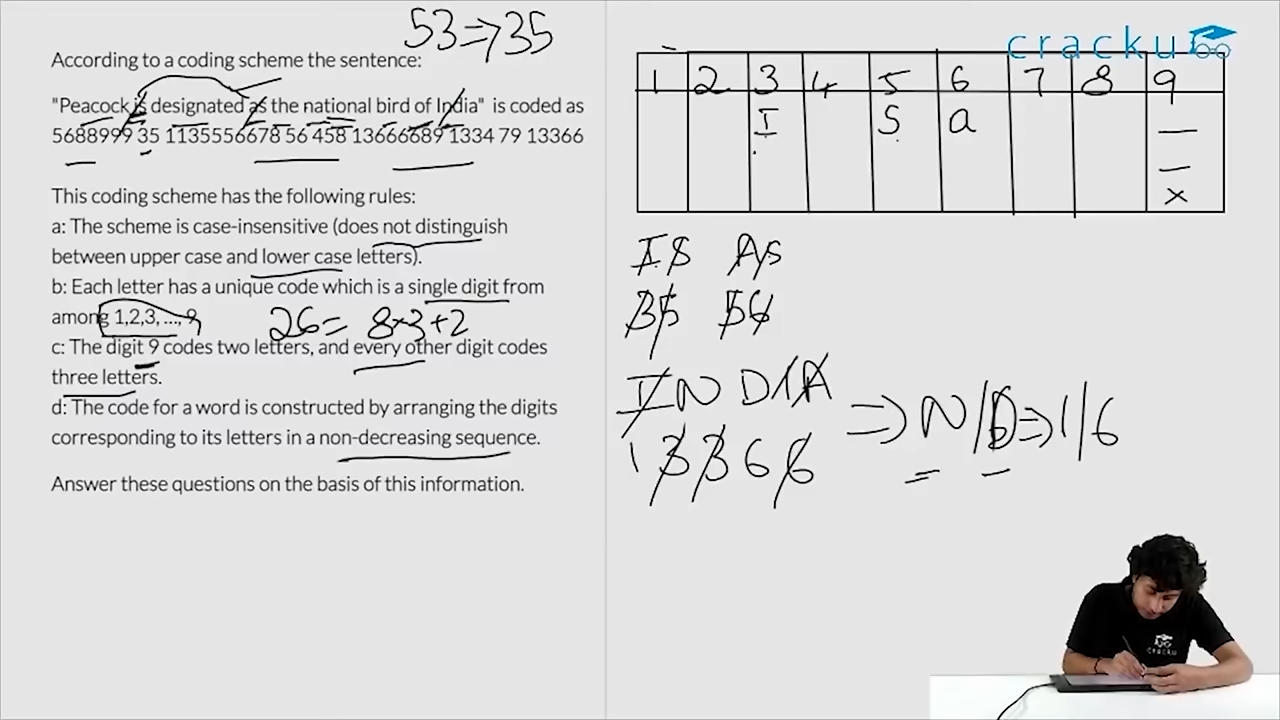 53 => 35
cracku
According to a coding scheme the sentence:
"Peacock is designated as the national bird of India" is coded as
5688999 35 1135556678 56 458 13666689 1334 79 13366
This coding scheme has the following rules:
a: The scheme is case-insensitive (does not distinguish
between upper case and lower case letters).
b: Each letter has a unique code which is a single digit from
among 1,2,3, ..., 9.
26 = 8×3+2
c: The digit 9 codes two letters, and every other digit codes
three letters.
d: The code for a word is constructed by arranging the digits
corresponding to its letters in a non-decreasing sequence.
Answer these questions on the basis of this information.
1 2 3 4 5 6 7 8 9
I S a —
—
x
IS AS
35 56
INDIA
13366
=> N/D => 1/6
cracku